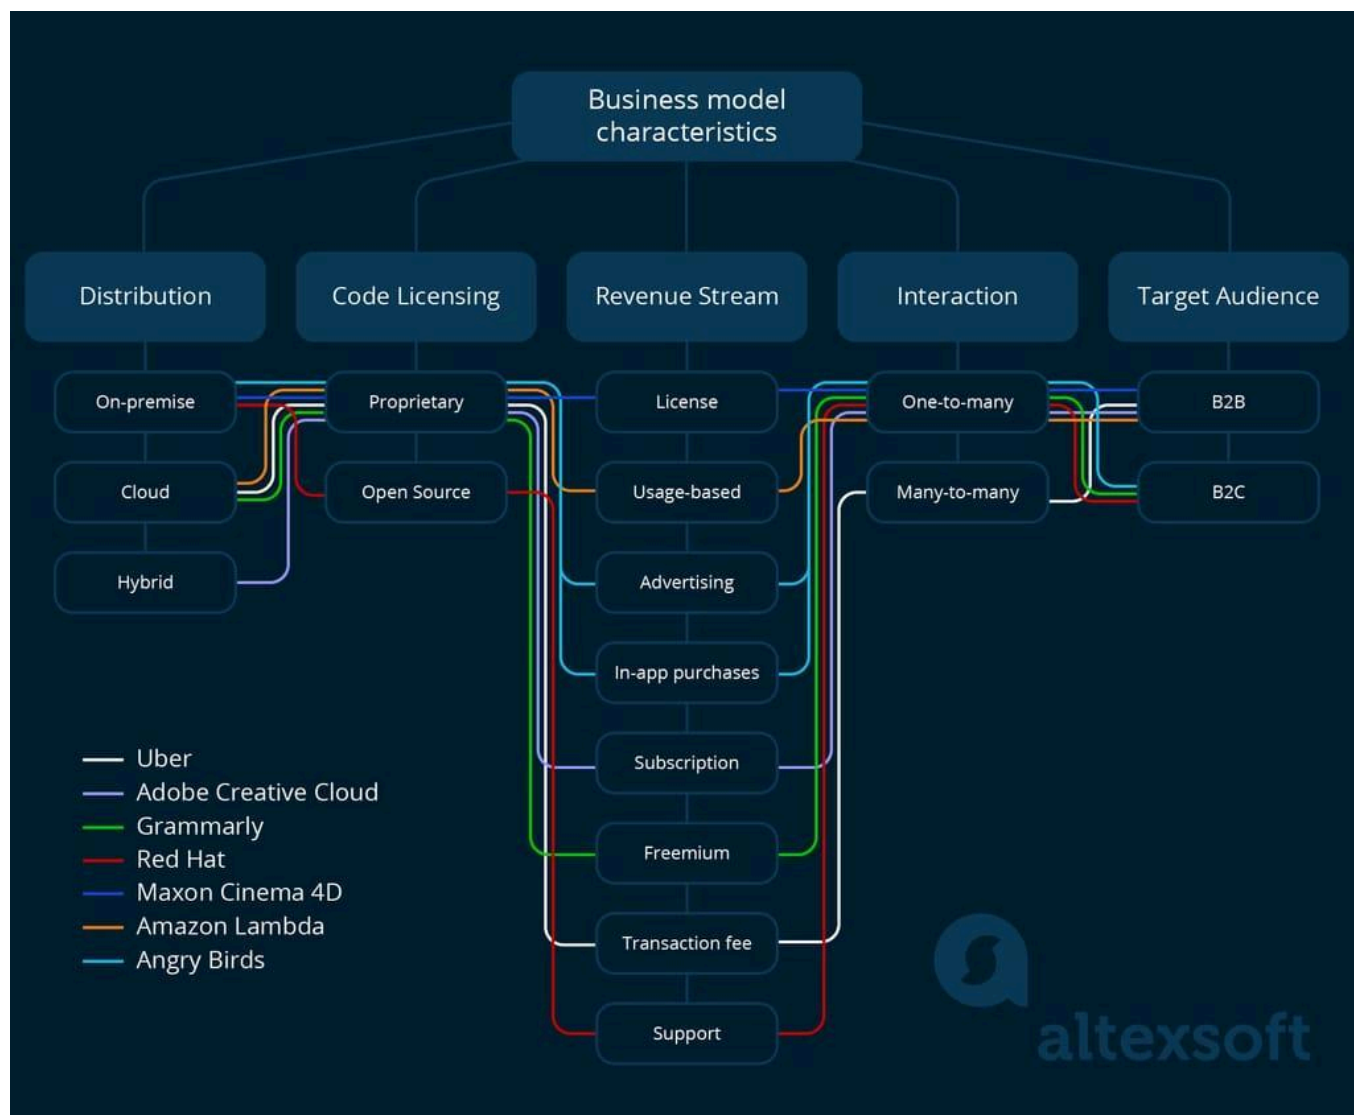 Business model
characteristics
Distribution
Code Licensing
Revenue Stream
Interaction
Target Audience
On-premise
Proprietary
License
One-to-many
B2B
Cloud
Open Source
Usage-based
Many-to-many
B2C
Hybrid
Advertising
In-app purchases
Subscription
Freemium
Transaction fee
Support
Uber
Adobe Creative Cloud
Grammarly
Red Hat
Maxon Cinema 4D
Amazon Lambda
Angry Birds
altexsoft